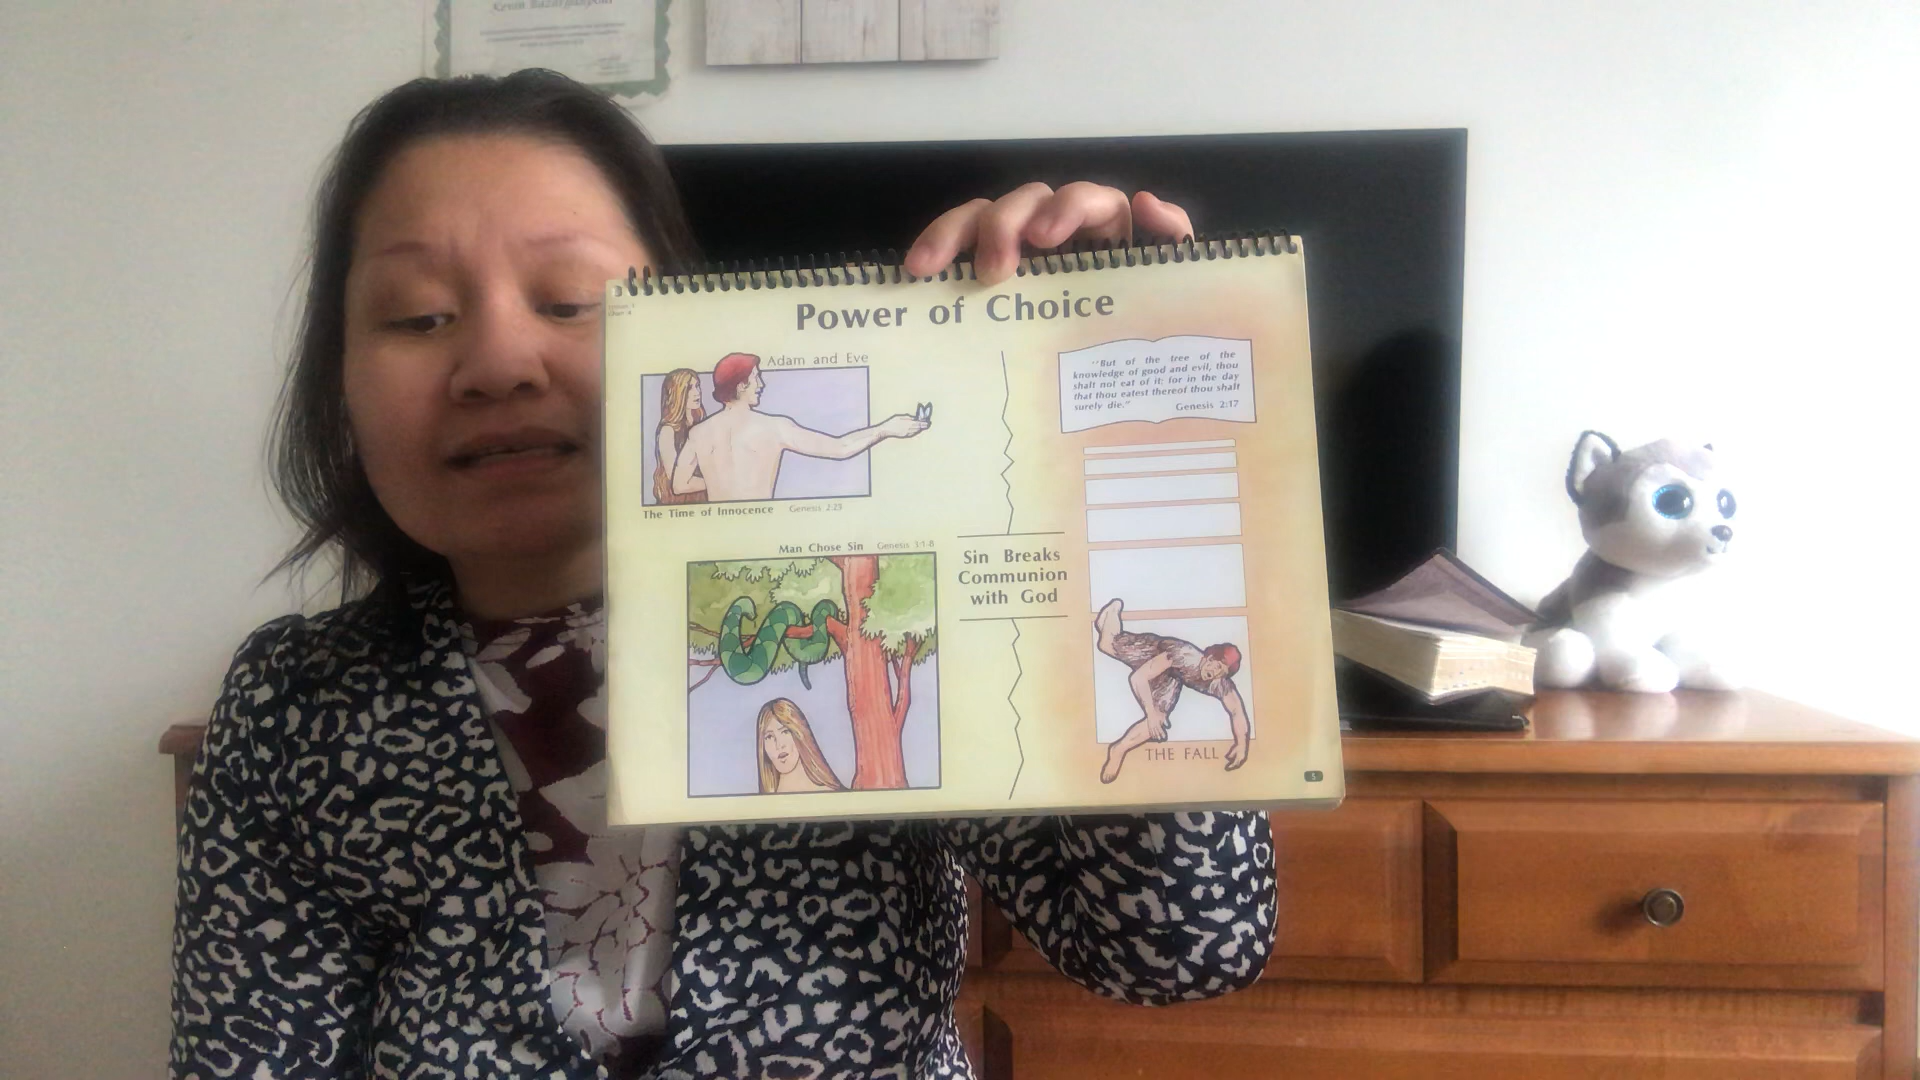 Power of Choice
Adam and Eve
The Time of Innocence Genesis 2:25
Man Chose Sin Genesis 3:1-8
Sin Breaks
Communion
with God
"But of the tree of the
knowledge of good and evil, thou
shalt not eat of it: for in the day
that thou eatest thereof thou shalt
surely die." Genesis 2:17
THE FALL
5